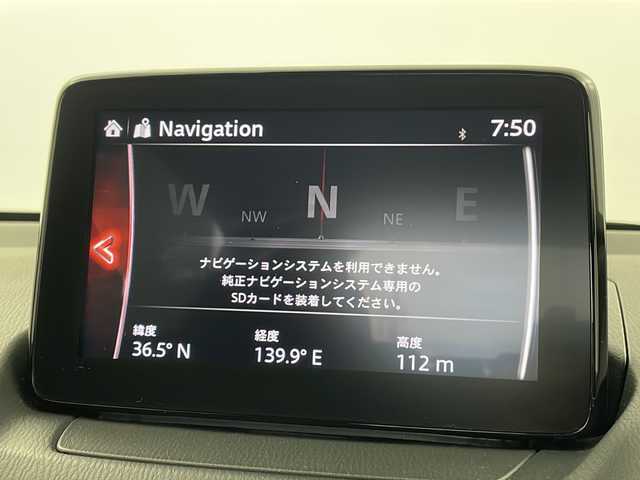 Navigation 7:50
W NW N NE E
ナビゲーションシステムを利用できません。
純正ナビゲーションシステム専用の
SDカードを装着してください。
緯度 経度 高度
36.5° N 139.9° E 112 m